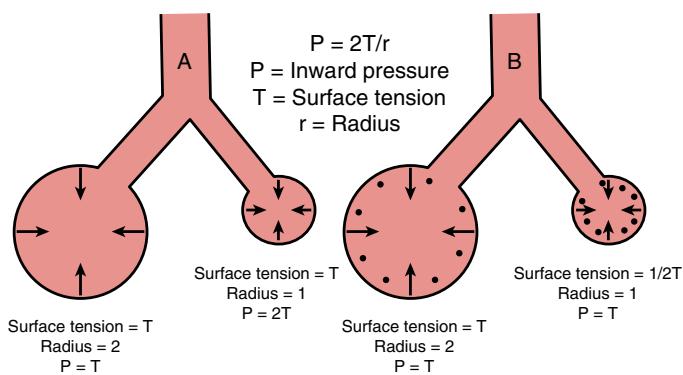 A
P = 2T/r
P = Inward pressure
T = Surface tension
r = Radius
B
Surface tension = T
Radius = 2
P = T
Surface tension = T
Radius = 1
P = 2T
Surface tension = T
Radius = 2
P = T
Surface tension = 1/2T
Radius = 1
P = T